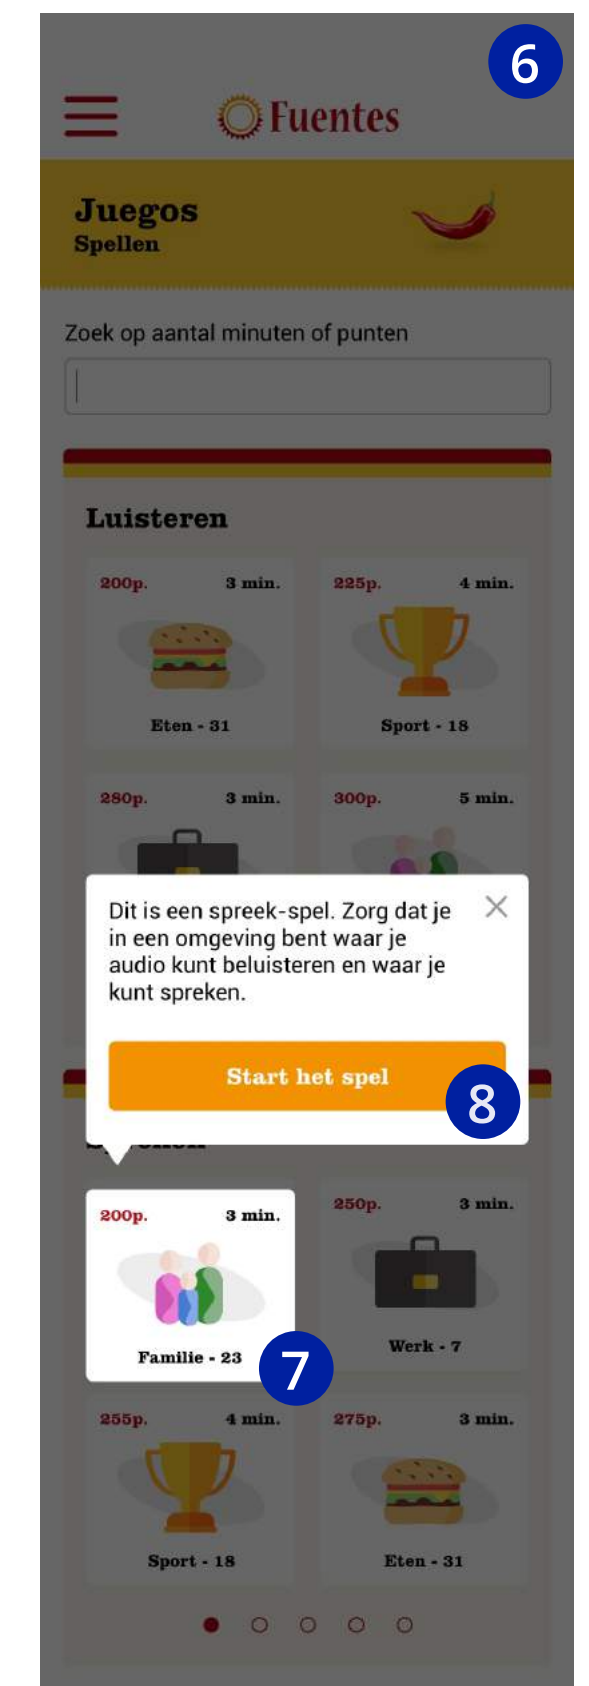 6
Fuentes
Juegos
Spellen
Zoek op aantal minuten of punten
Luisteren
200p. 3 min.
225p. 4 min.
Eten - 31
Sport - 18
280p. 3 min.
300p. 5 min.
Dit is een spreek-spel. Zorg dat je
in een omgeving bent waar je
audio kunt beluisteren en waar je
kunt spreken.
Start het spel
8
200p. 3 min.
250p. 3 min.
Familie - 23
7
Werk - 7
255p. 4 min.
275p. 3 min.
Sport - 18
Eten - 31